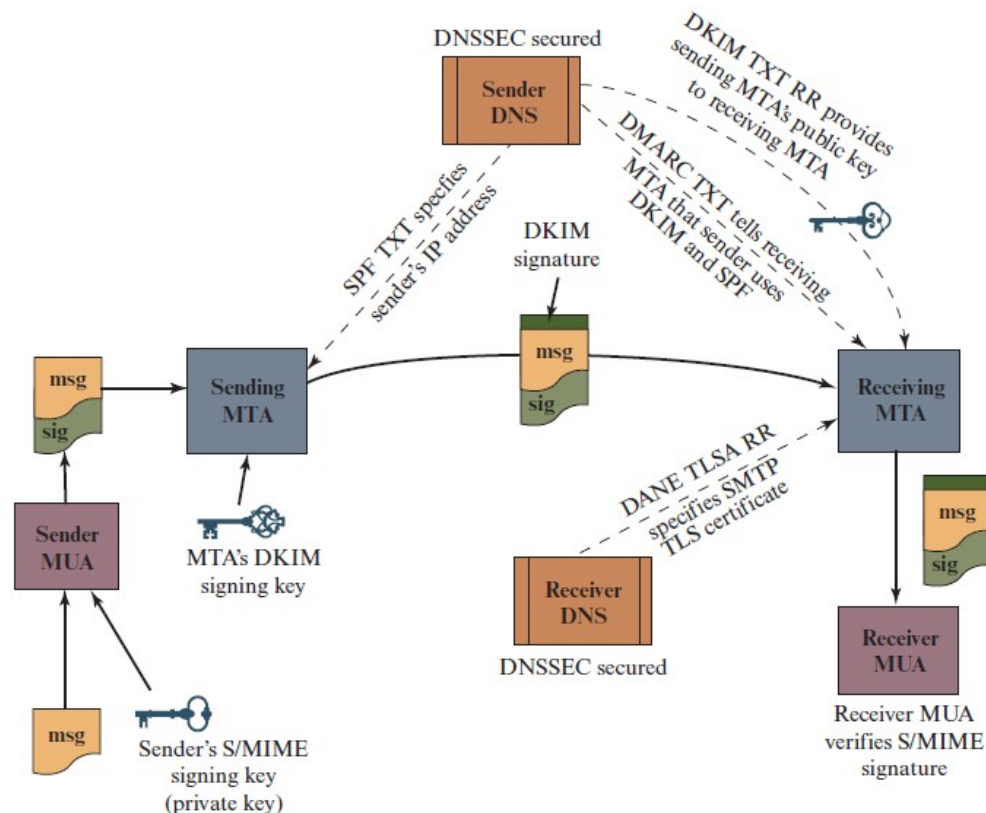 DNSSEC secured
Sender
DNS
DKIM TXT RR provides
sending MTA's public key
to receiving MTA
DMARC TXT tells receiving
MTA that sender uses
DKIM and SPF
SPF TXT specfies
sender's IP address
DKIM
signature
msg
sig
Sending
MTA
msg
sig
Receiving
MTA
Sender
MUA
MTA's DKIM
signing key
DANE TLSA RR
specifies SMTP
TLS certificate
msg
sig
Receiver
DNS
DNSSEC secured
Receiver
MUA
msg
Sender's S/MIME
signing key
(private key)
Receiver MUA
verifies S/MIME
signature